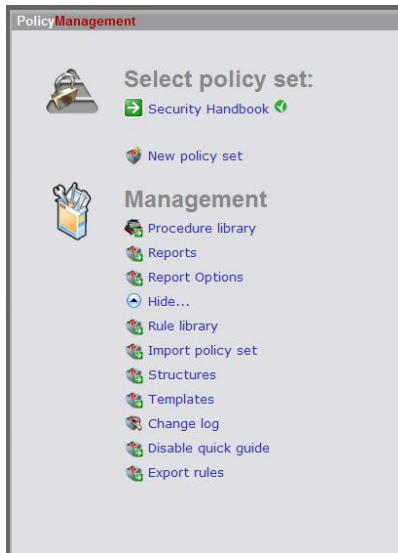 PolicyManagement
Select policy set:
Security Handbook
New policy set
Management
Procedure library
Reports
Report Options
Hide...
Rule library
Import policy set
Structures
Templates
Change log
Disable quick guide
Export rules